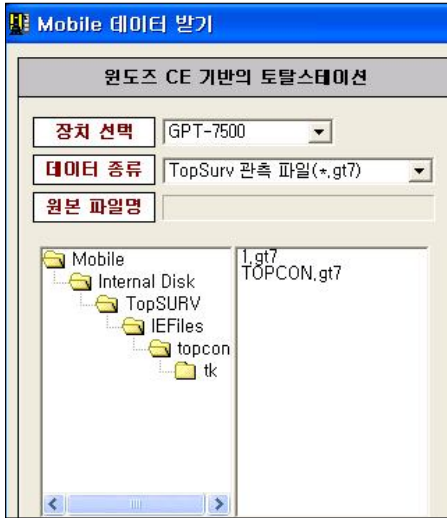 Mobile 데이터 받기
윈도즈 CE 기반의 토탈스테이션
장치 선택 GPT-7500
데이터 종류 TopSurv 관측 파일(*.gt7)
원본 파일명
Mobile
Internal Disk
TopSURV
IEFiles
topcon
tk
1.gt7
TOPCON.gt7